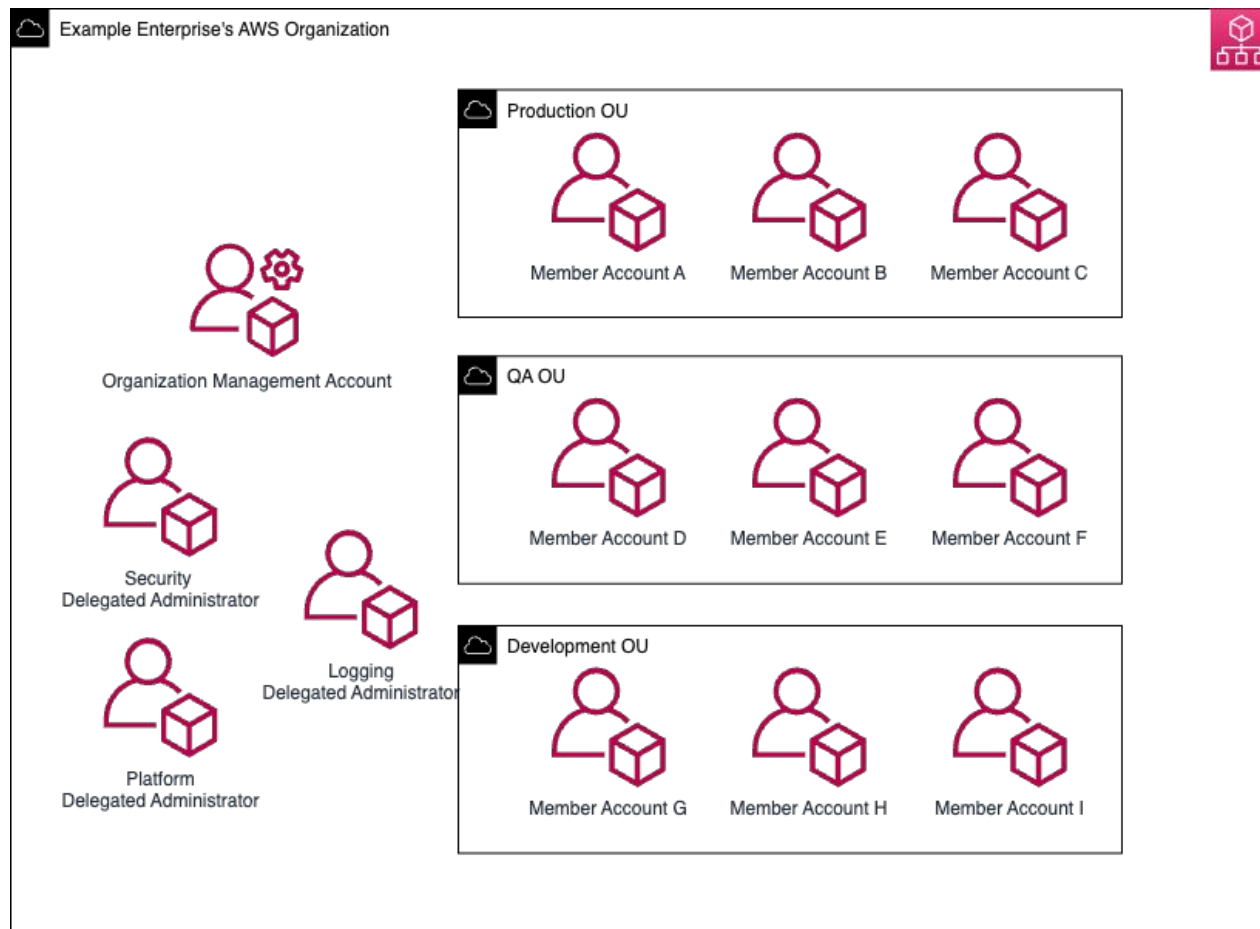 Example Enterprise's AWS Organization
Production OU
Member Account A
Member Account B
Member Account C
Organization Management Account
QA OU
Member Account D
Member Account E
Member Account F
Security
Delegated Administrator
Logging
Delegated Administrator
Platform
Delegated Administrator
Development OU
Member Account G
Member Account H
Member Account I